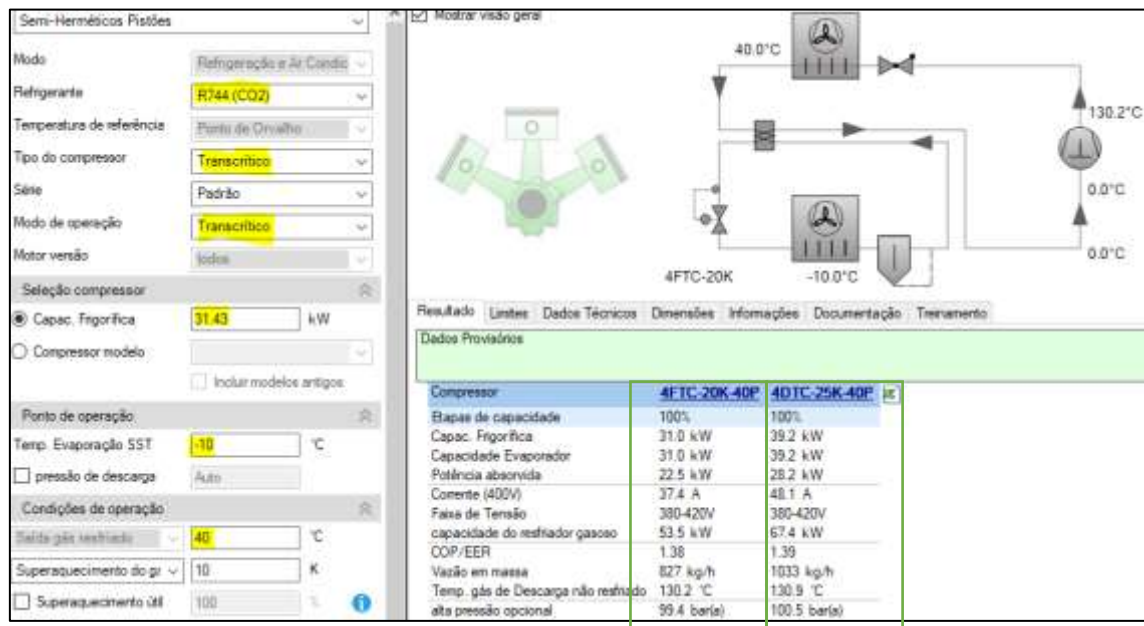 Semi-Herméticos Pistões
Modo
Refrigeração e Ar Condic
Refrigerante
R744 (CO2)
Temperatura de referência
Ponto de Orvalho
Tipo do compressor
Transcrítico
Série
Padrão
Modo de operação
Transcrítico
Motor versão
todos
Seleção compressor
Capac. Frigorífica
31.43
kW
Compressor modelo
Incluir modelos antigos
Ponto de operação
Temp. Evaporação SST
-10
°C
pressão de descarga
Auto
Condições de operação
Saída gás resfriado
40
°C
Superaquecimento do gr
10
K
Superaquecimento útil
100
Mostrar visão geral
40.0°C
130.2°C
0.0°C
0.0°C
4FTC-20K
-10.0°C
Resultado Limites Dados Técnicos Dimensões Informações Documentação Treinamento
Dados Provisórios
Compressor 4FTC-20K-40P 4DTC-25K-40P
Etapas de capacidade 100% 100%
Capac. Frigorífica 31.0 kW 39.2 kW
Capacidade Evaporador 31.0 kW 39.2 kW
Potência absorvida 22.5 kW 28.2 kW
Corrente (400V) 37.4 A 48.1 A
Faixa de Tensão 380-420V 380-420V
capacidade do resfriador gasoso 53.5 kW 67.4 kW
COP/EER 1.38 1.39
Vazão em massa 827 kg/h 1033 kg/h
Temp. gás de Descarga não resfriado 130.2 °C 130.9 °C
alta pressão opcional 99.4 bar(a) 100.5 bar(a)